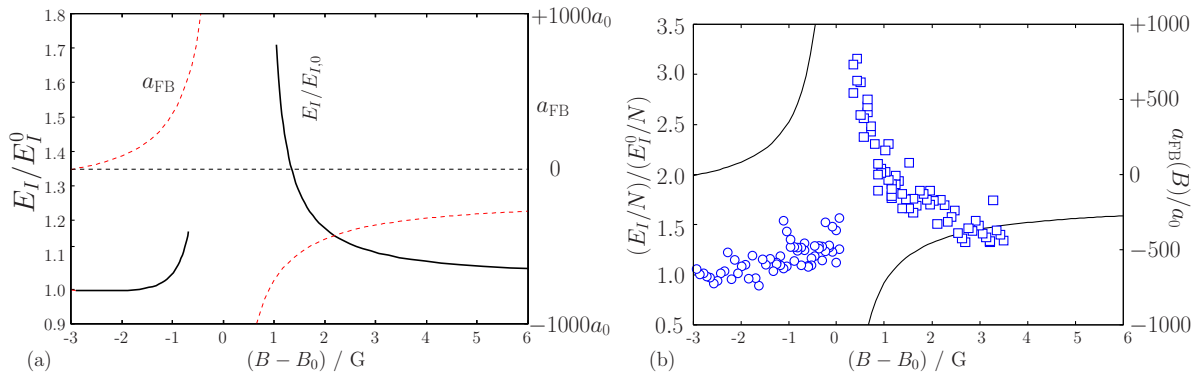 1.8
1.7
1.6
1.5
1.4
1.3
1.2
1.1
1.0
0.9
E_I/E_I^0
a_FB
E_I/E_{I,0}
+1000a_0
a_FB
0
−1000a_0
-3 -2 -1 0 1 2 3 4 5 6
(a)
(B − B_0) / G
3.5
3.0
2.5
2.0
1.5
1.0
0.5
(E_I/N)/(E_I^0/N)
+1000
+500
0
−500
−1000
a_FB(B)/a_0
-3 -2 -1 0 1 2 3 4 5 6
(b)
(B − B_0) / G